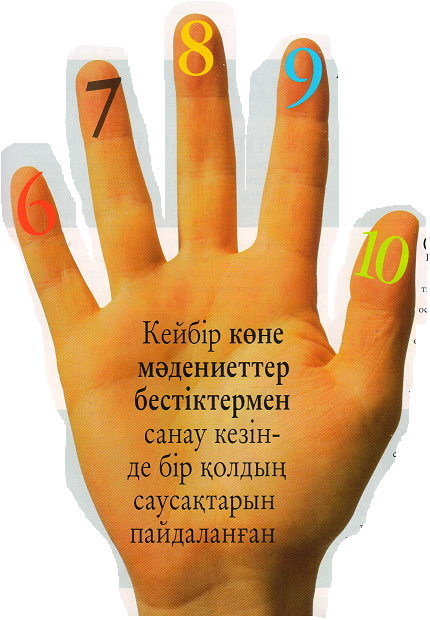 6
7
8
9
10
Кейбір көне
мәдениеттер
бестіктермен
санау кезін-
де бір қолдың
саусақтарын
пайдаланған